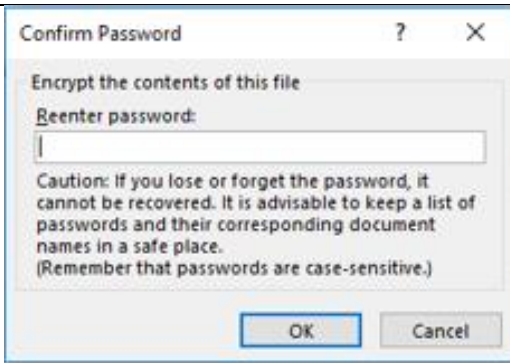 Confirm Password ? ×
Encrypt the contents of this file
Reenter password:
Caution: If you lose or forget the password, it
cannot be recovered. It is advisable to keep a list of
passwords and their corresponding document
names in a safe place.
(Remember that passwords are case-sensitive.)
OK Cancel